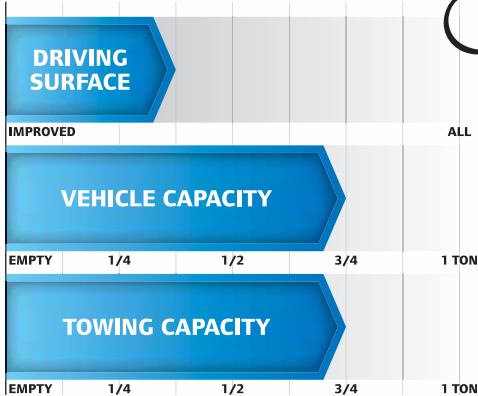 DRIVING
SURFACE
IMPROVED ALL
VEHICLE CAPACITY
EMPTY 1/4 1/2 3/4 1 TON
TOWING CAPACITY
EMPTY 1/4 1/2 3/4 1 TON